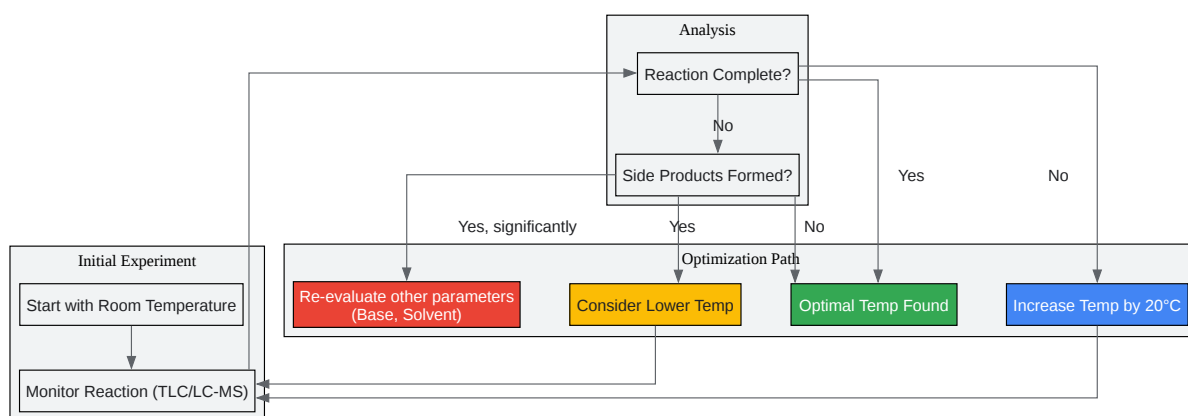 Analysis
Reaction Complete?
No
Side Products Formed?
Yes
No
Yes, significantly
Yes
No
Initial Experiment
Optimization Path
Start with Room Temperature
Re-evaluate other parameters
(Base, Solvent)
Consider Lower Temp
Optimal Temp Found
Increase Temp by 20°C
Monitor Reaction (TLC/LC-MS)